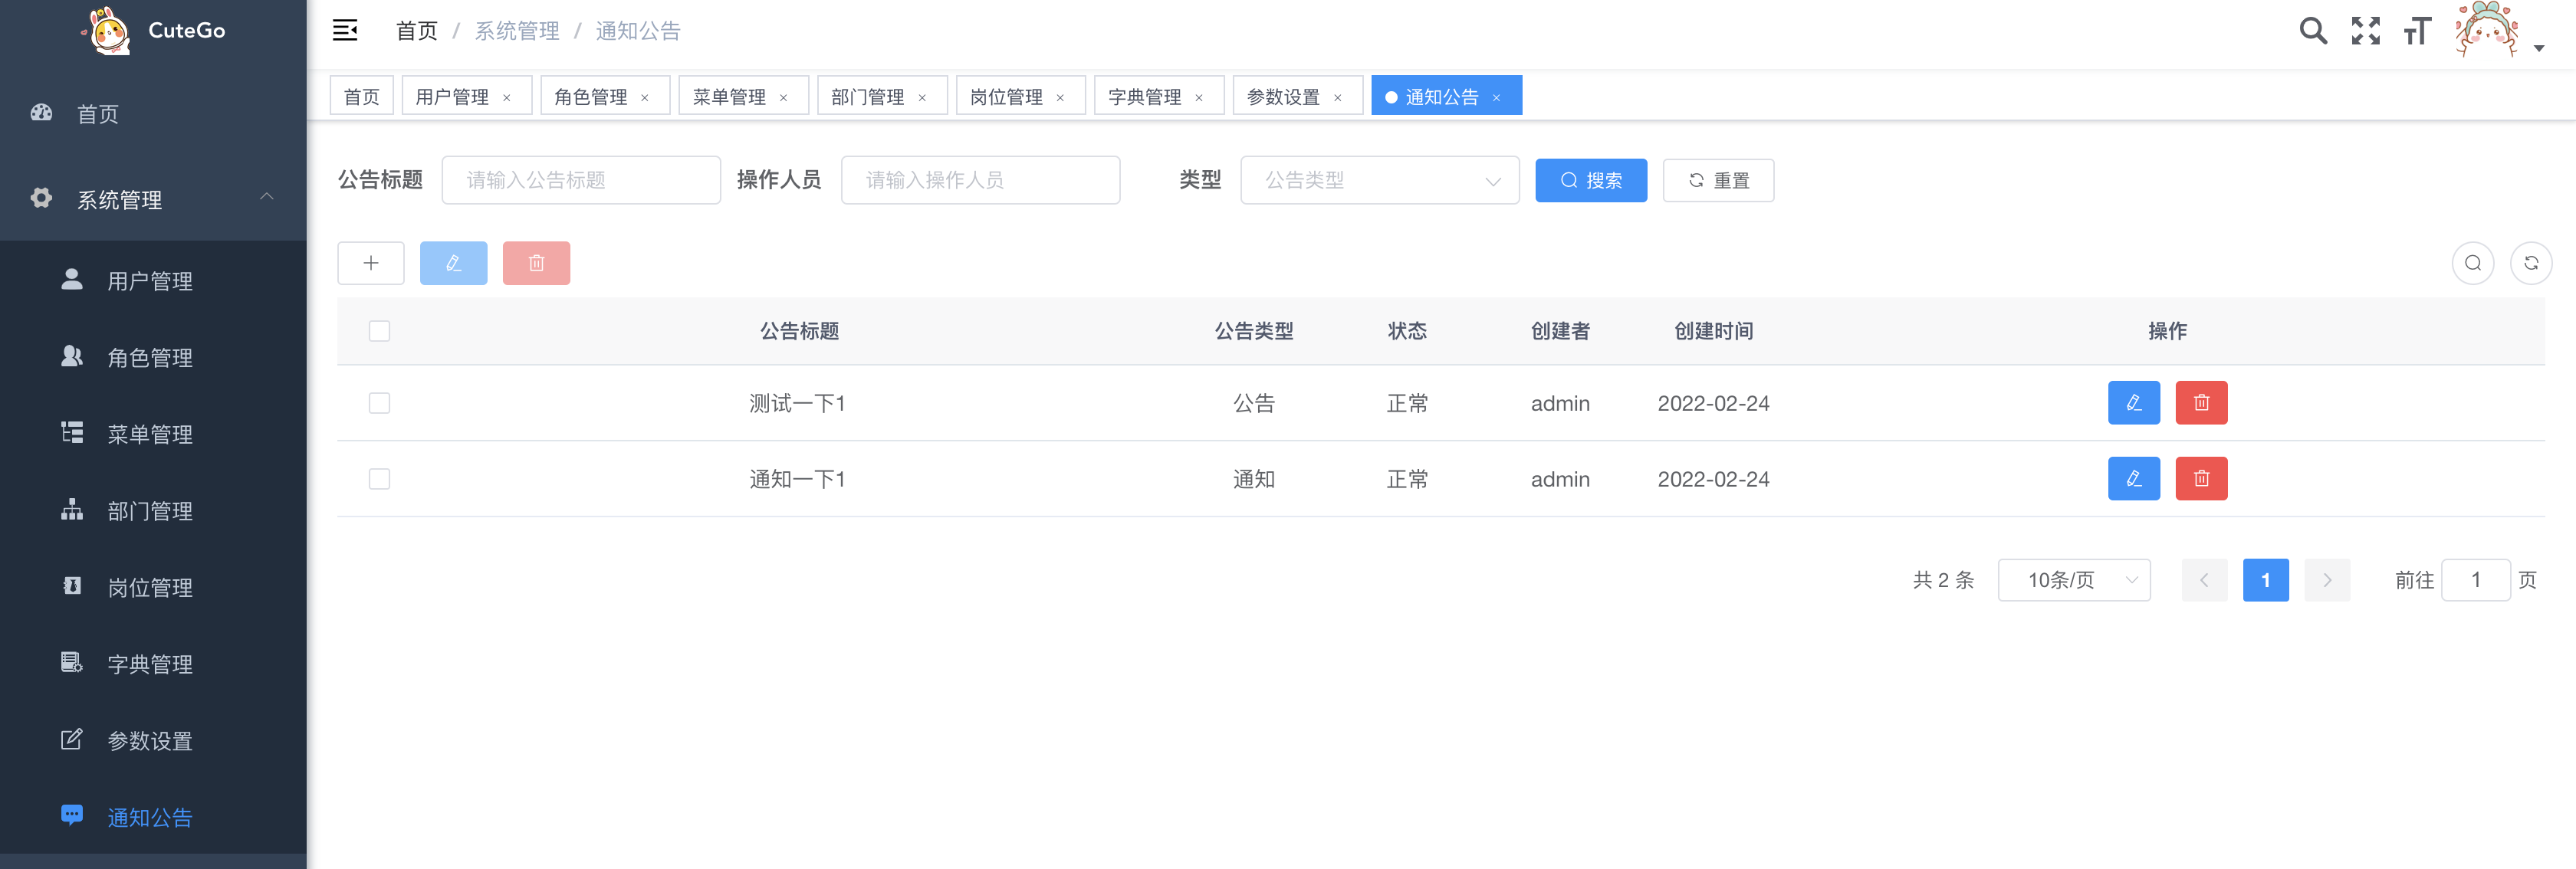 CuteGo
首页 / 系统管理 / 通知公告
首页
系统管理
用户管理
角色管理
菜单管理
部门管理
岗位管理
字典管理
参数设置
通知公告
首页 用户管理 × 角色管理 × 菜单管理 × 部门管理 × 岗位管理 × 字典管理 × 参数设置 × 通知公告 ×
公告标题 请输入公告标题 操作人员 请输入操作人员 类型 公告类型 搜索 重置
公告标题 公告类型 状态 创建者 创建时间 操作
测试一下1 公告 正常 admin 2022-02-24
通知一下1 通知 正常 admin 2022-02-24
共 2 条 10条/页 1 前往 1 页